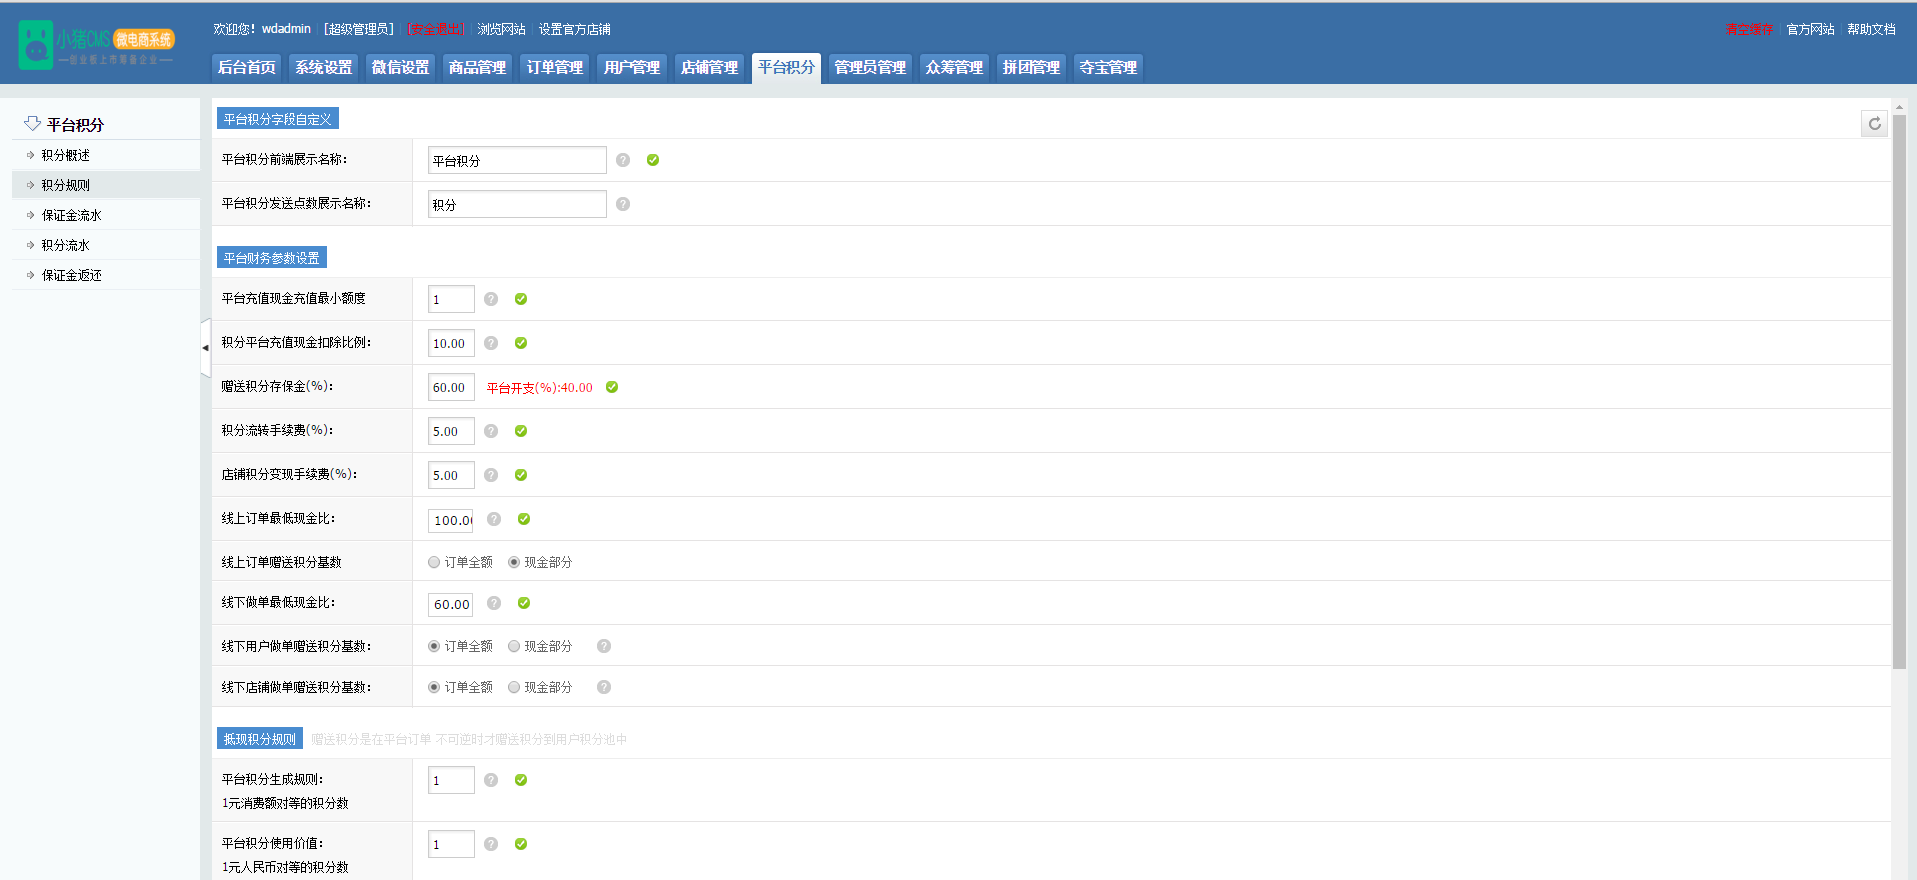 小猪CMS 微电商系统
—创业板上市筹备企业—
欢迎您！wdadmin [超级管理员] [安全退出] 浏览网站 设置官方店铺
清空缓存 官方网站 帮助文档
后台首页 系统设置 微信设置 商品管理 订单管理 用户管理 店铺管理 平台积分 管理员管理 众筹管理 拼团管理 夺宝管理
平台积分
积分概述
积分规则
保证金流水
积分流水
保证金返还
平台积分字段自定义
平台积分前端展示名称： 平台积分
平台积分发送点数展示名称： 积分
平台财务参数设置
平台充值现金充值最小额度 1
积分平台充值现金扣除比例： 10.00
赠送积分存保金(%)： 60.00 平台开支(%):40.00
积分流转手续费(%)： 5.00
店铺积分变现手续费(%)： 5.00
线上订单最低现金比： 100.00
线上订单赠送积分基数 订单全额 现金部分
线下做单最低现金比： 60.00
线下用户做单赠送积分基数： 订单全额 现金部分
线下店铺做单赠送积分基数： 订单全额 现金部分
抵现积分规则 赠送积分是在平台订单 不可逆时才赠送积分到用户积分池中
平台积分生成规则： 1
1元消费额对等的积分数
平台积分使用价值： 1
1元人民币对等的积分数